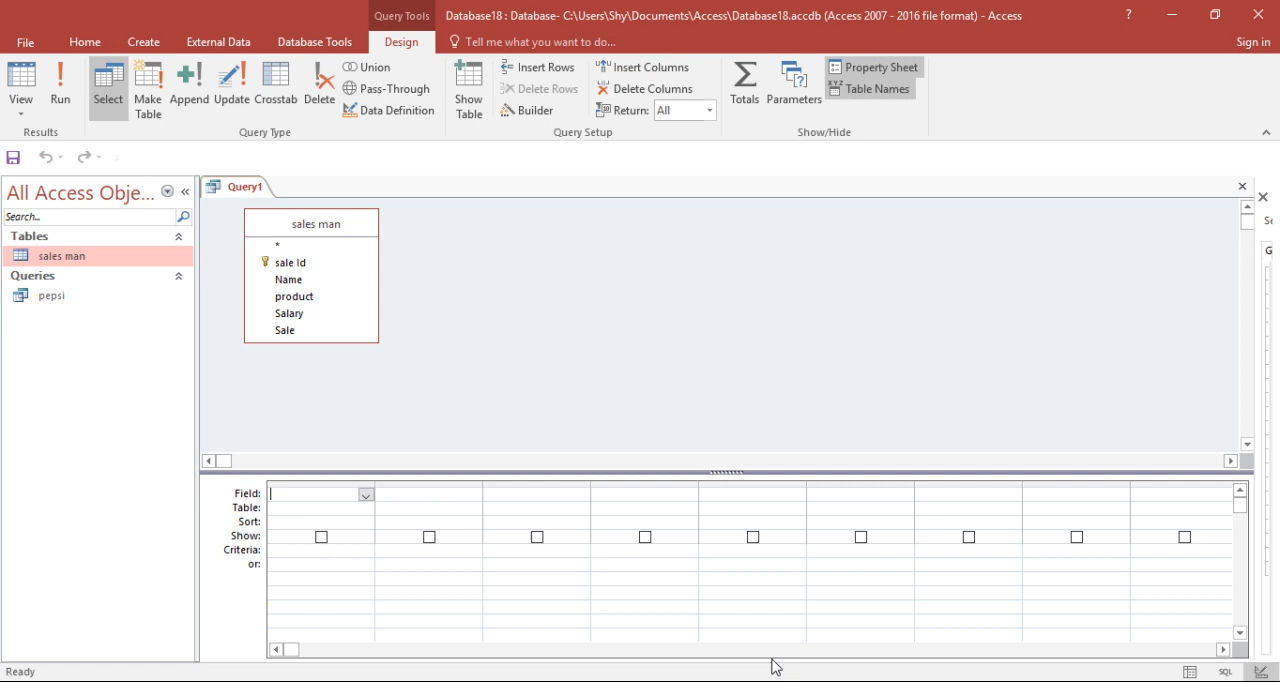 Query Tools
Database18 : Database- C:\Users\Shy\Documents\Access\Database18.accdb (Access 2007 - 2016 file format) - Access
?
File
Home
Create
External Data
Database Tools
Design
Tell me what you want to do...
Sign in
View
Run
Select
Make Table
Append
Update
Crosstab
Delete
Union
Pass-Through
Data Definition
Show Table
Insert Rows
Delete Rows
Builder
Insert Columns
Delete Columns
Return: All
Totals
Parameters
Property Sheet
Table Names
Results
Query Type
Query Setup
Show/Hide
All Access Obje...
Search...
Tables
sales man
Queries
pepsi
Query1
sales man
*
sale Id
Name
product
Salary
Sale
Field:
Table:
Sort:
Show:
Criteria:
or:
Ready
SQL